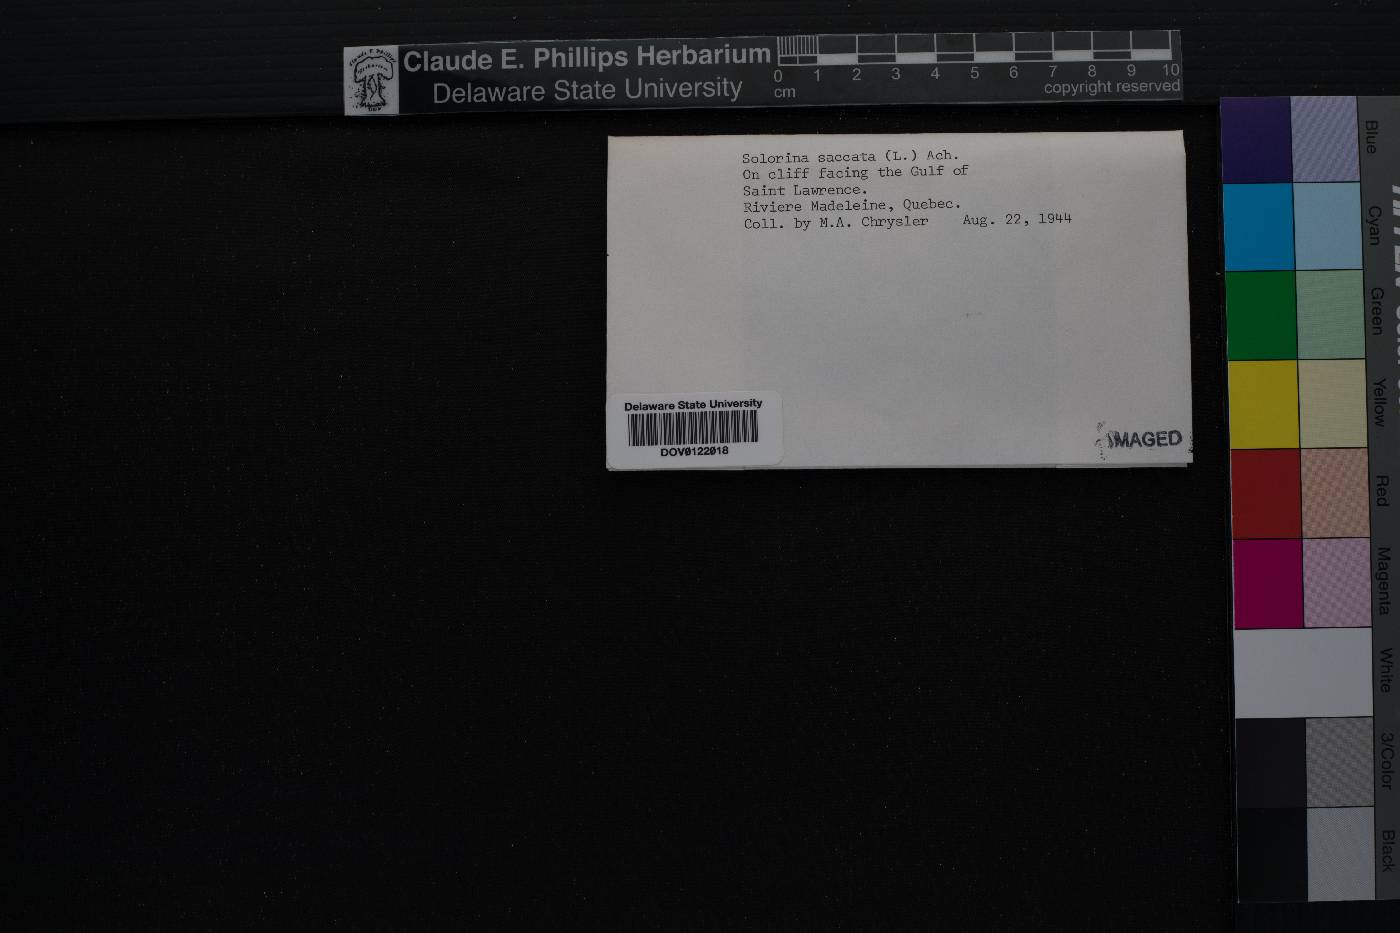 Claude E. Phillips Herbarium
Delaware State University
0 1 2 3 4 5 6 7 8 9 10
cm
copyright reserved
Solorina saccata (L.) Ach.
On cliff facing the Gulf of
Saint Lawrence.
Riviere Madeleine, Quebec.
Coll. by M.A. Chrysler Aug. 22, 1944
Delaware State University
DOV0122018
IMAGED
Blue
Cyan
Green
Yellow
Red
Magenta
White
3/Color
Black